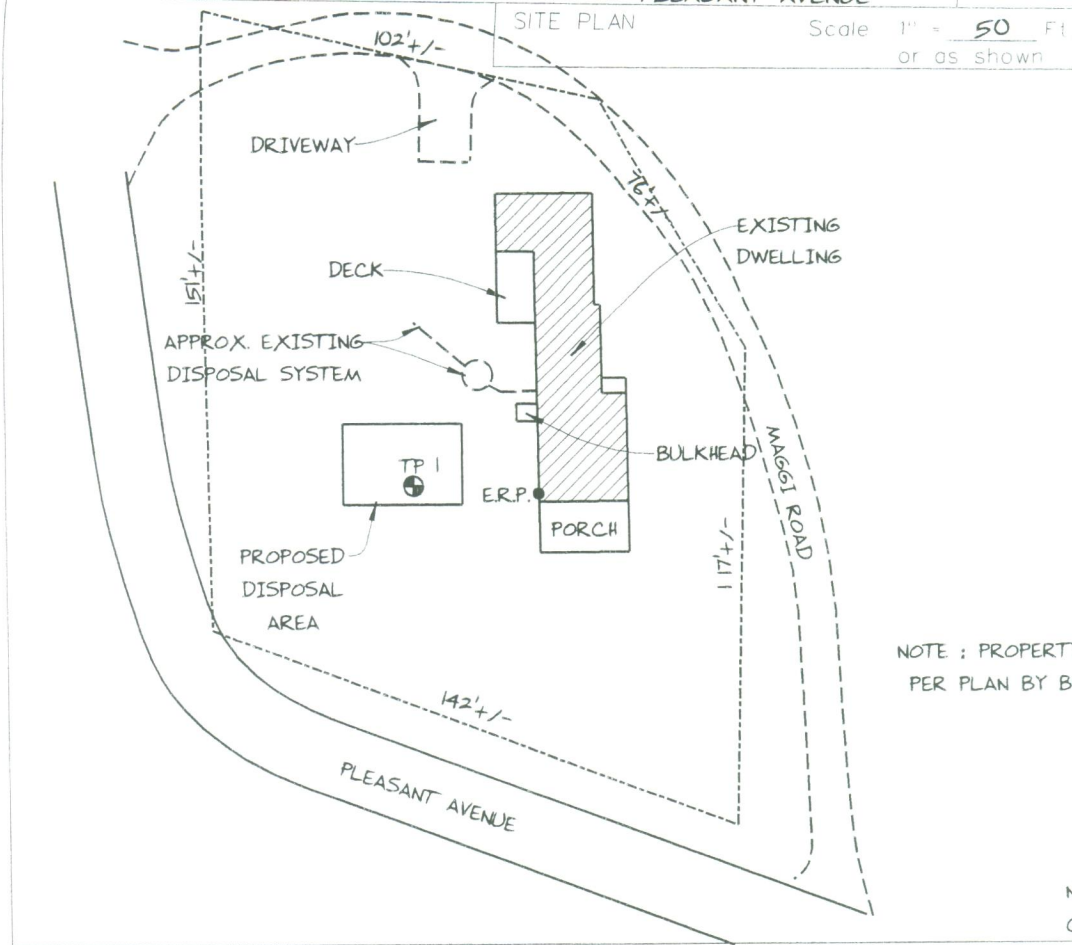 SITE PLAN
Scale 1" = 50 Ft
or as shown
102'+/-
DRIVEWAY
76'+/-
EXISTING
DWELLING
DECK
151'+/-
APPROX. EXISTING
DISPOSAL SYSTEM
BULKHEAD
MAGGI ROAD
TP 1
E.R.P.
PORCH
PROPOSED
DISPOSAL
AREA
117'+/-
NOTE : PROPERT
PER PLAN BY B
142'+/-
PLEASANT AVENUE